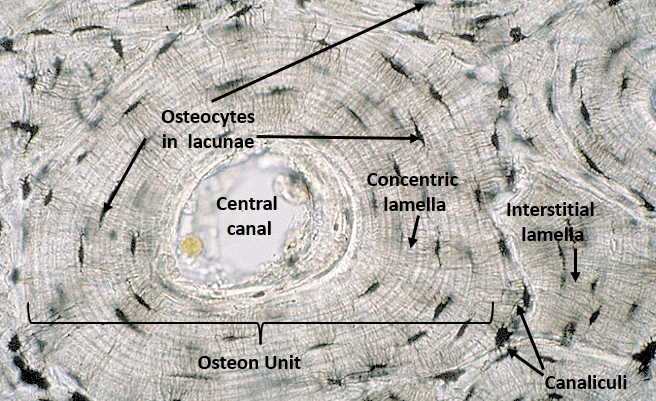 Osteocytes
in lacunae
Central
canal
Concentric
lamella
Interstitial
lamella
Osteon Unit
Canaliculi